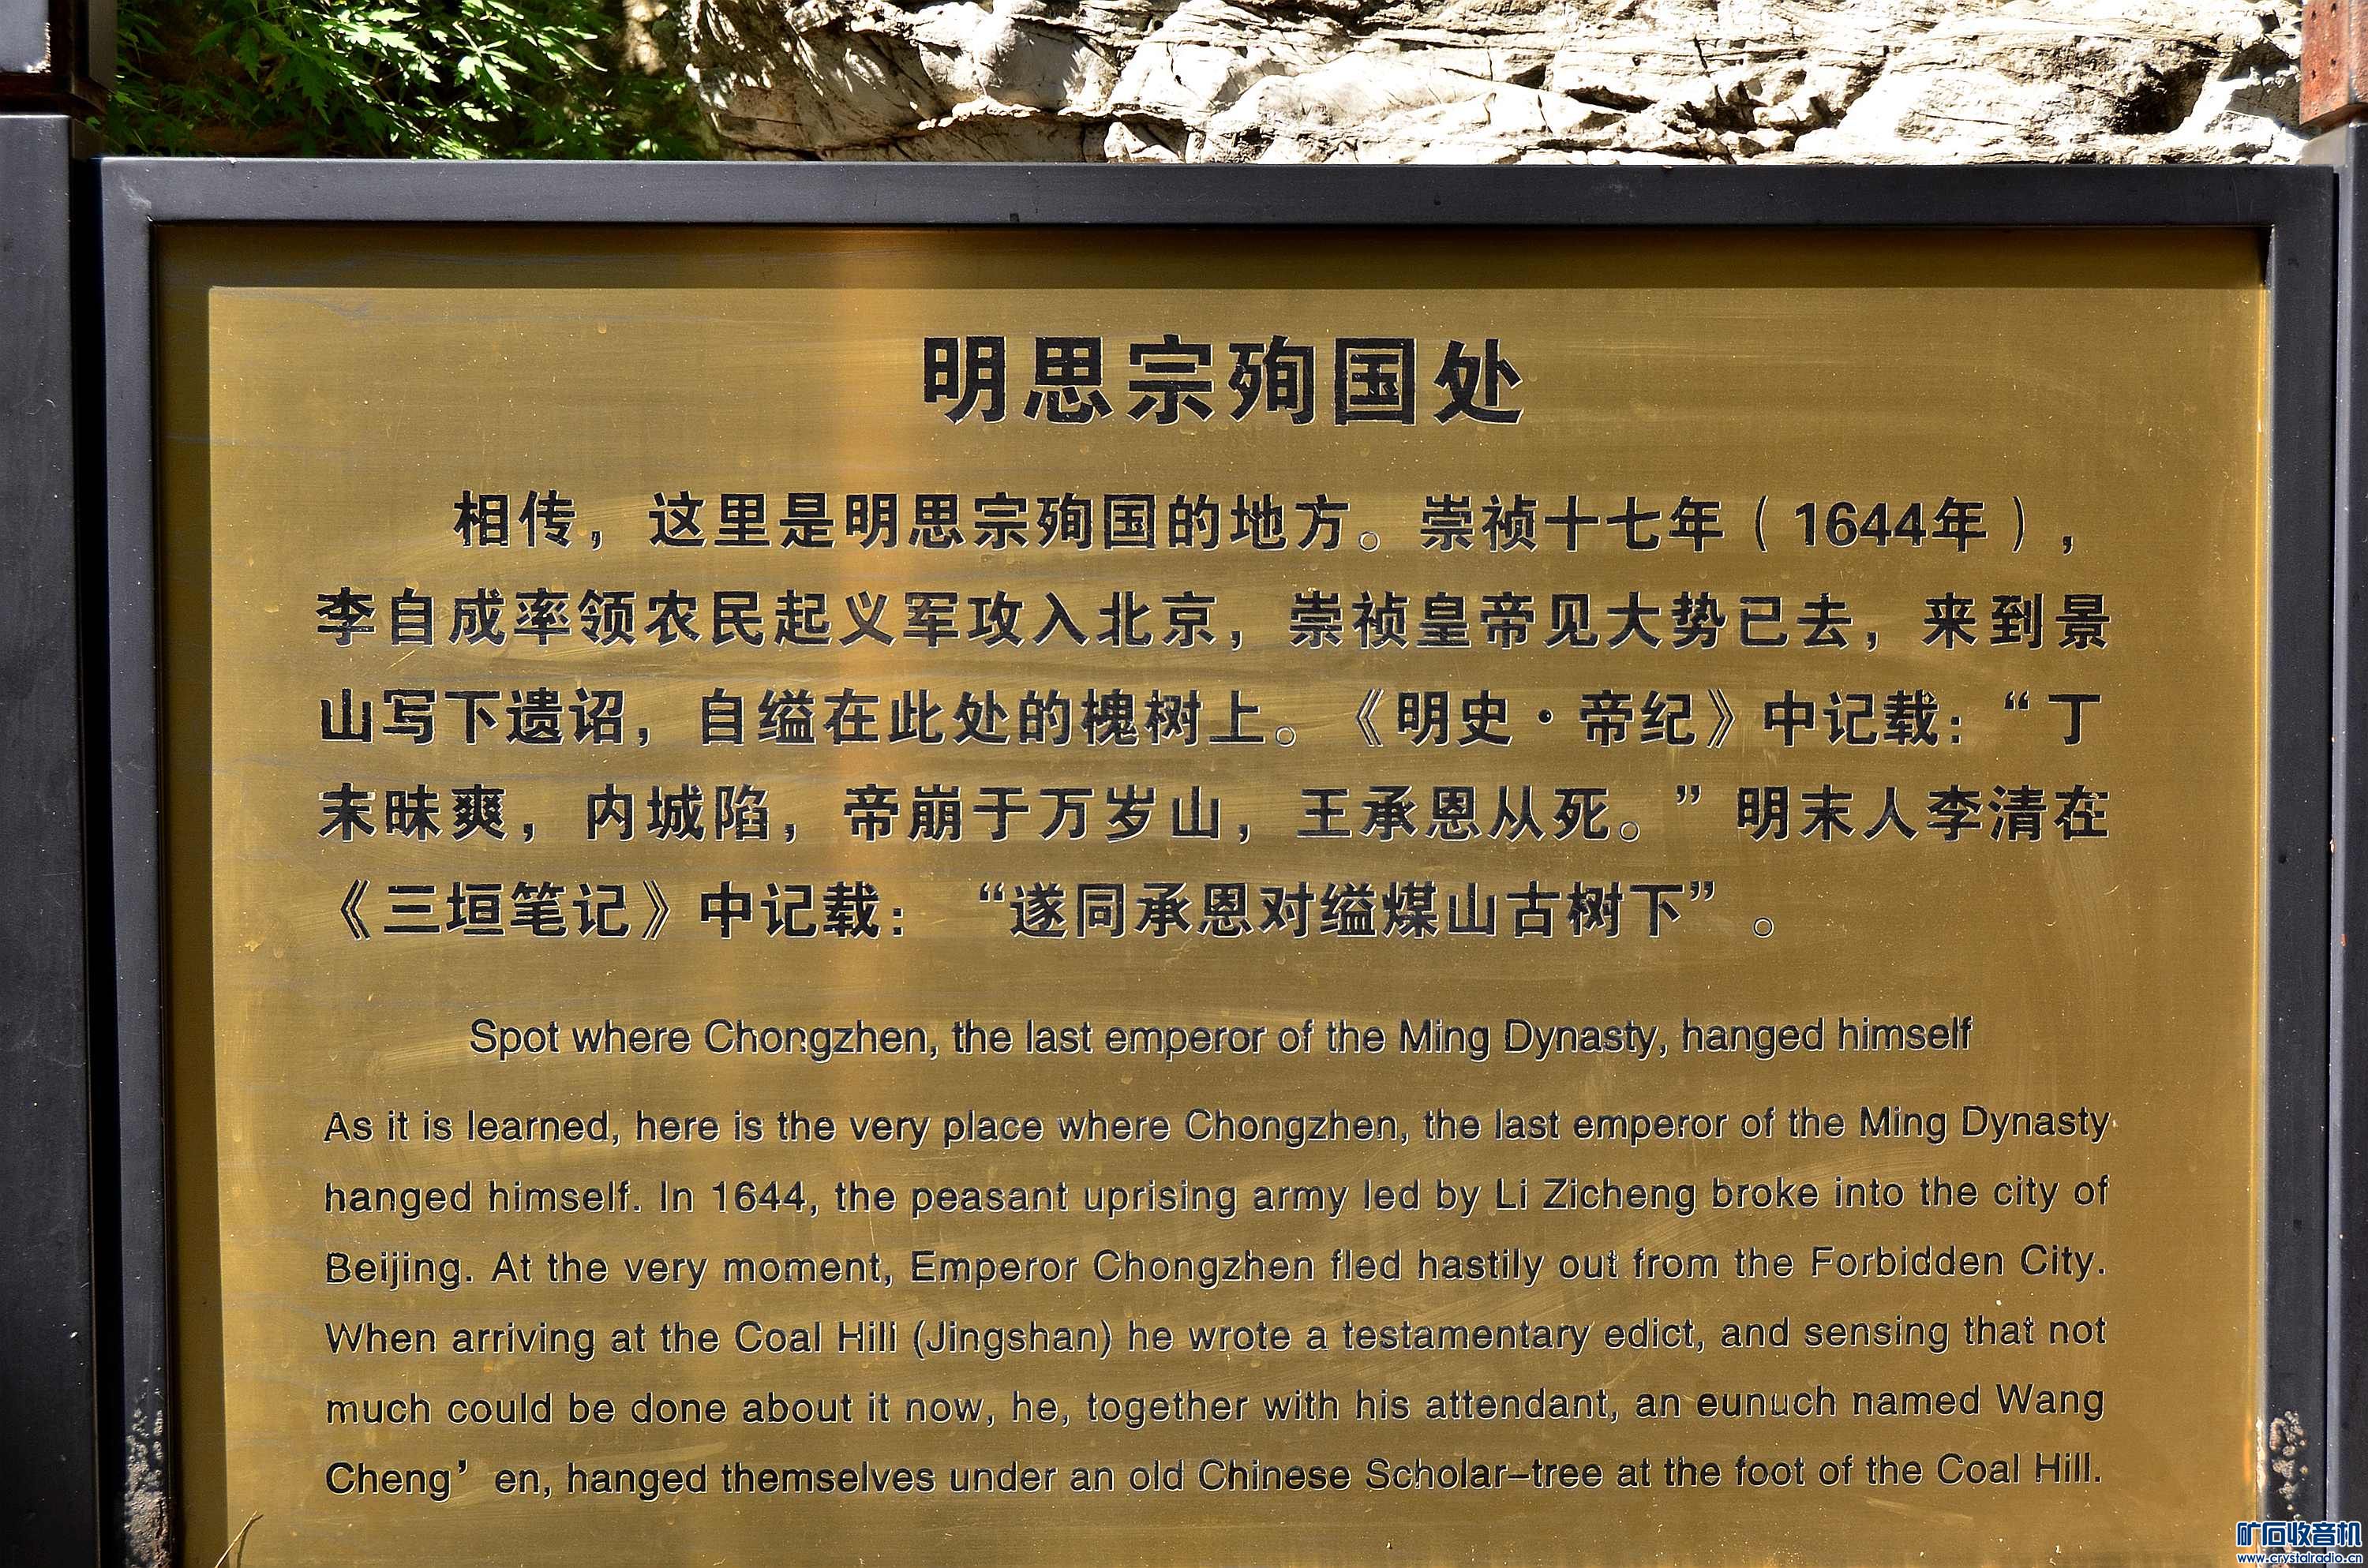 明思宗殉国处
相传，这里是明思宗殉国的地方。崇祯十七年（1644年），
李自成率领农民起义军攻入北京，崇祯皇帝见大势已去，来到景
山写下遗诏，自缢在此处的槐树上。《明史·帝纪》中记载：“丁
末昧爽，内城陷，帝崩于万岁山，王承恩从死。”明末人李清在
《三垣笔记》中记载：“遂同承恩对缢煤山古树下”。
Spot where Chongzhen, the last emperor of the Ming Dynasty, hanged himself
As it is learned, here is the very place where Chongzhen, the last emperor of the Ming Dynasty
hanged himself. In 1644, the peasant uprising army led by Li Zicheng broke into the city of
Beijing. At the very moment, Emperor Chongzhen fled hastily out from the Forbidden City.
When arriving at the Coal Hill (Jingshan) he wrote a testamentary edict, and sensing that not
much could be done about it now, he, together with his attendant, an eunuch named Wang
Cheng’en, hanged themselves under an old Chinese Scholar-tree at the foot of the Coal Hill.
矿石收音机
www.crystalradio.cn